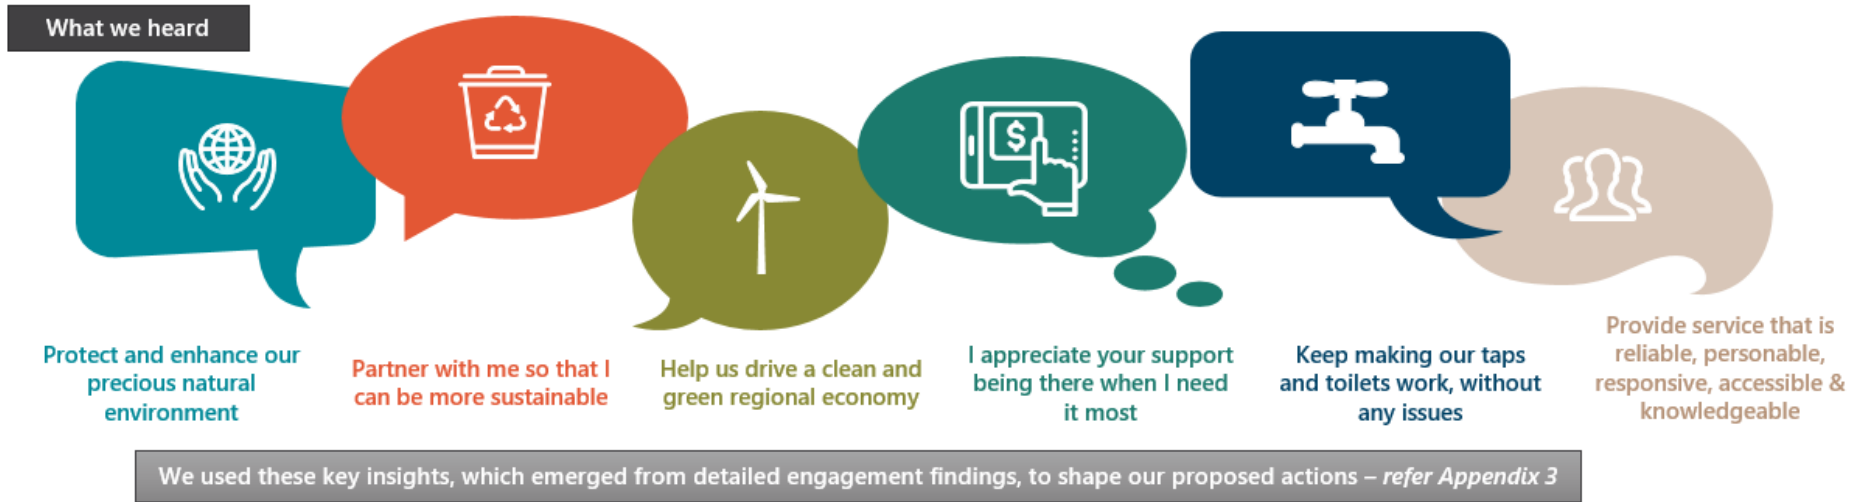 What we heard
$
Protect and enhance our
precious natural
environment
Partner with me so that I
can be more sustainable
Help us drive a clean and
green regional economy
I appreciate your support
being there when I need
it most
Keep making our taps
and toilets work, without
any issues
Provide service that is
reliable, personable,
responsive, accessible &
knowledgeable
We used these key insights, which emerged from detailed engagement findings, to shape our proposed actions – refer Appendix 3